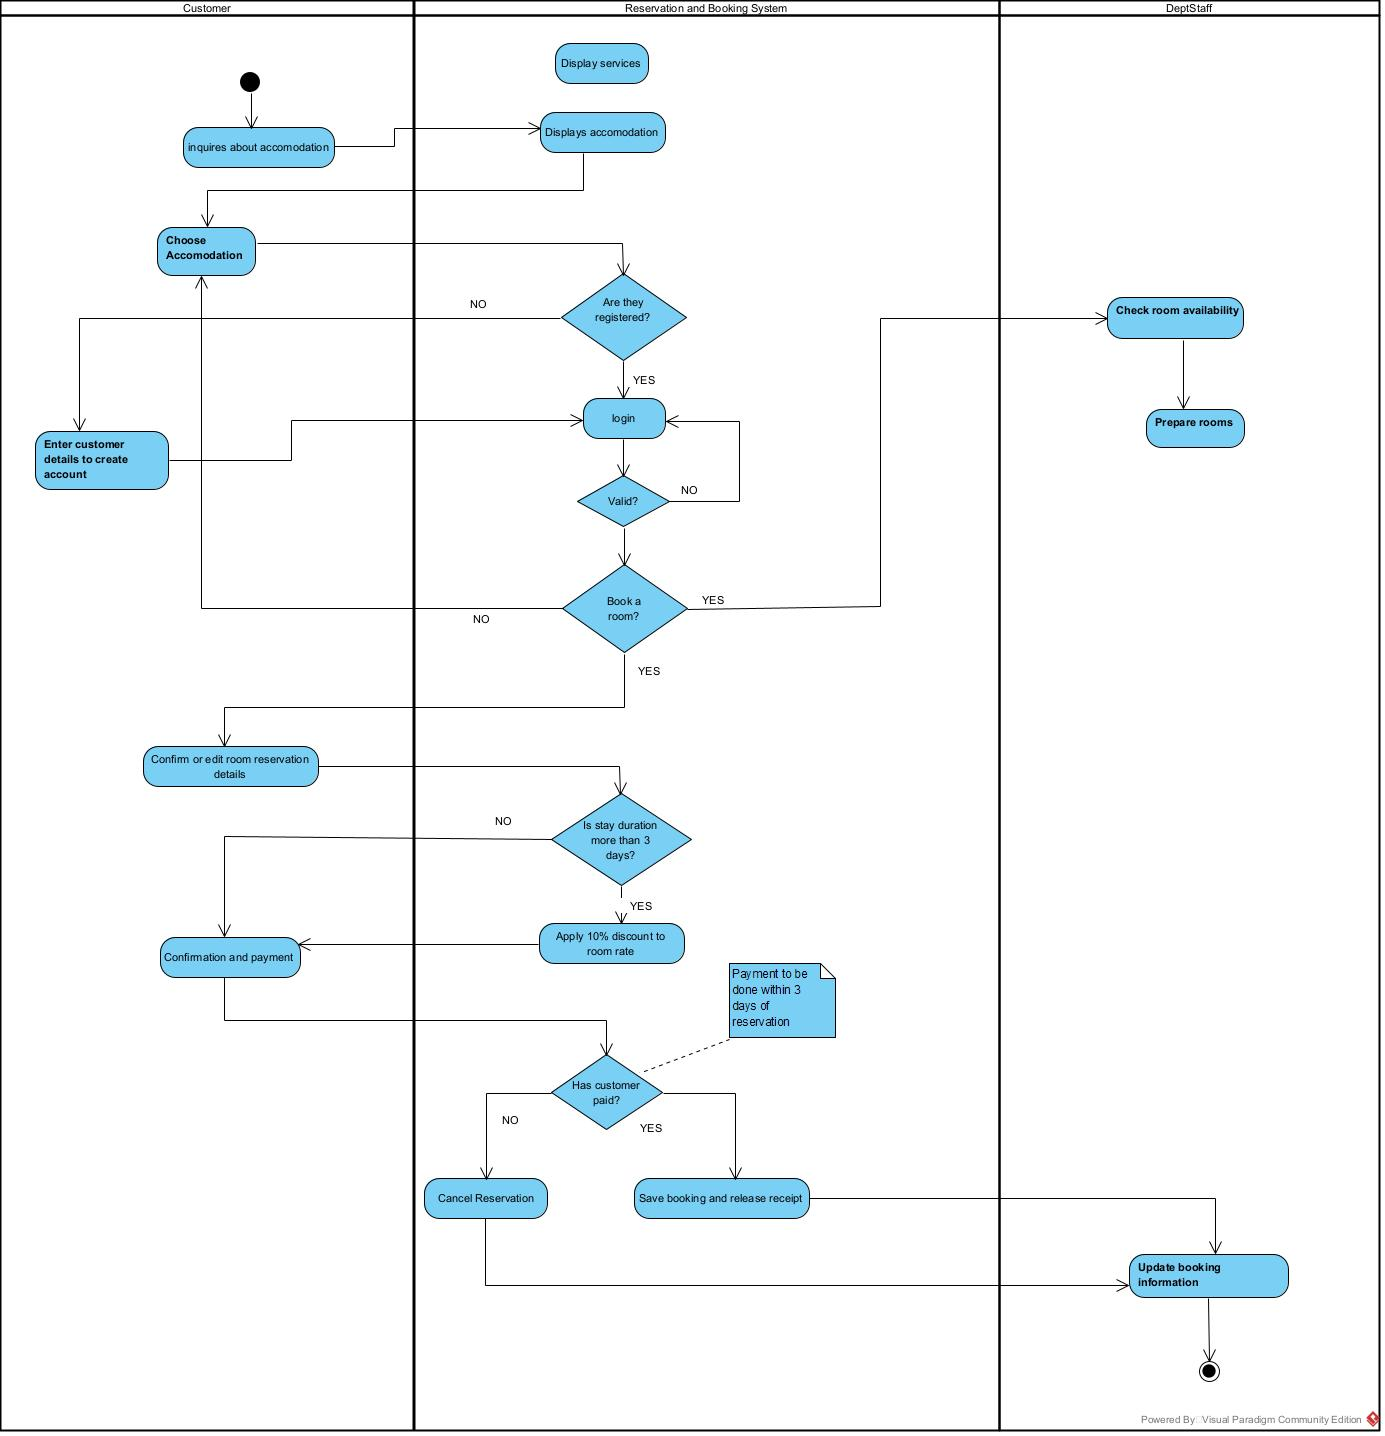 Customer
Reservation and Booking System
DeptStaff
Display services
inquires about accomodation
Displays accomodation
Choose
Accomodation
Are they
registered?
NO
YES
Check room availability
Prepare rooms
login
Enter customer
details to create
account
Valid?
NO
Book a
room?
YES
NO
YES
Confirm or edit room reservation
details
Is stay duration
more than 3
days?
NO
YES
Apply 10% discount to
room rate
Confirmation and payment
Payment to be
done within 3
days of
reservation
Has customer
paid?
NO
YES
Cancel Reservation
Save booking and release receipt
Update booking
information
Powered By Visual Paradigm Community Edition